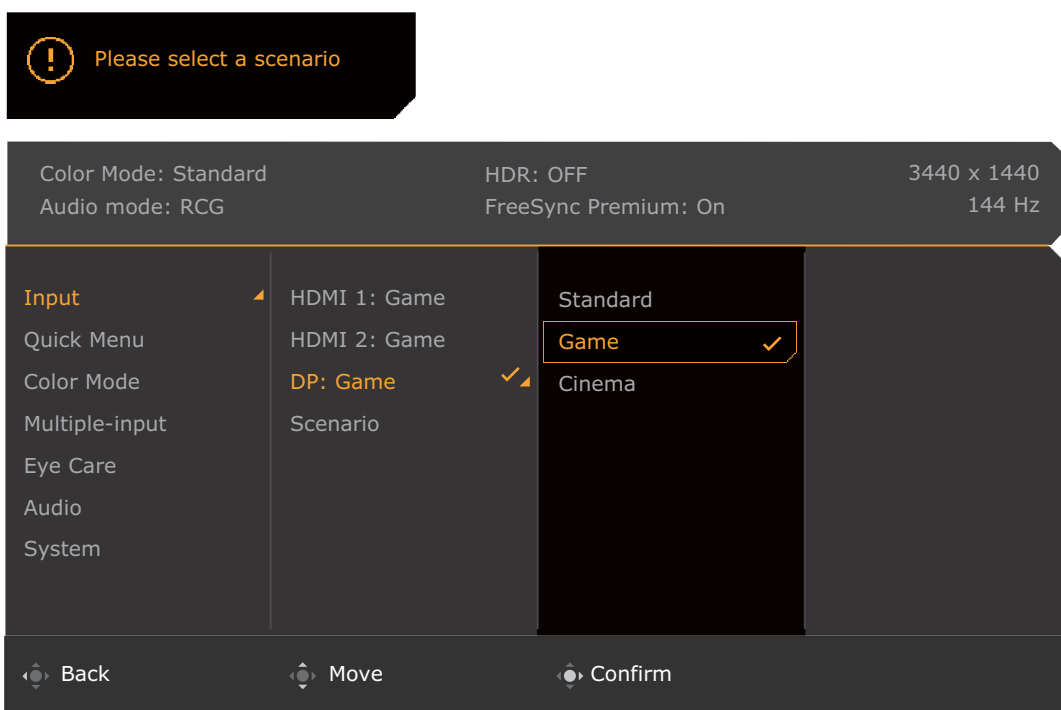 Please select a scenario
Color Mode: Standard HDR: OFF 3440 x 1440
Audio mode: RCG FreeSync Premium: On 144 Hz
Input HDMI 1: Game Standard
Quick Menu HDMI 2: Game Game
Color Mode DP: Game Cinema
Multiple-input Scenario
Eye Care
Audio
System
Back Move Confirm